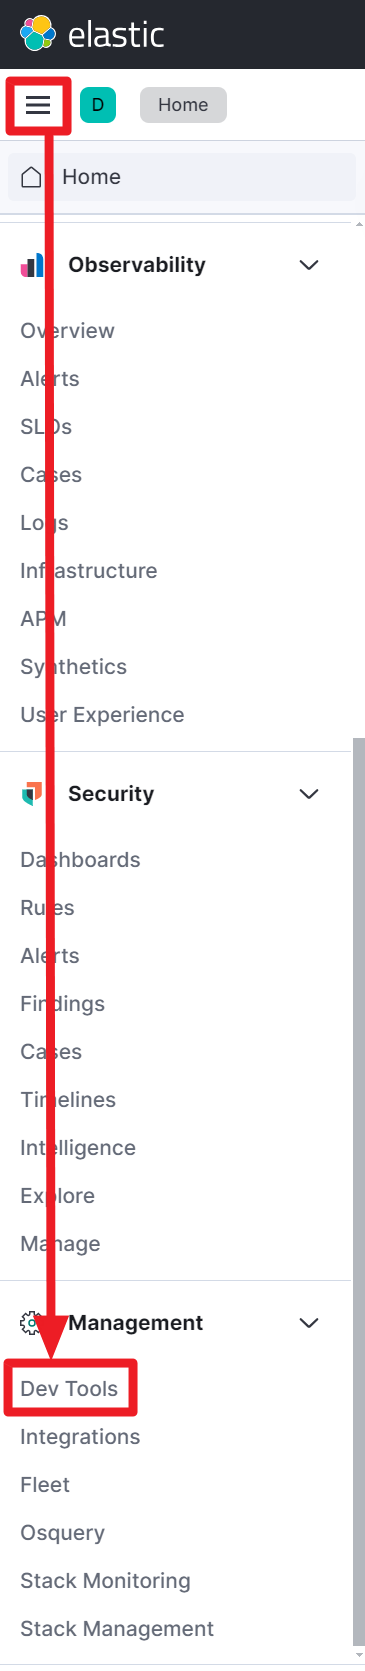 elastic
D Home
Home
Observability
Overview
Alerts
SLOs
Cases
Logs
Infrastructure
APM
Synthetics
User Experience
Security
Dashboards
Rules
Alerts
Findings
Cases
Timelines
Intelligence
Explore
Manage
Management
Dev Tools
Integrations
Fleet
Osquery
Stack Monitoring
Stack Management